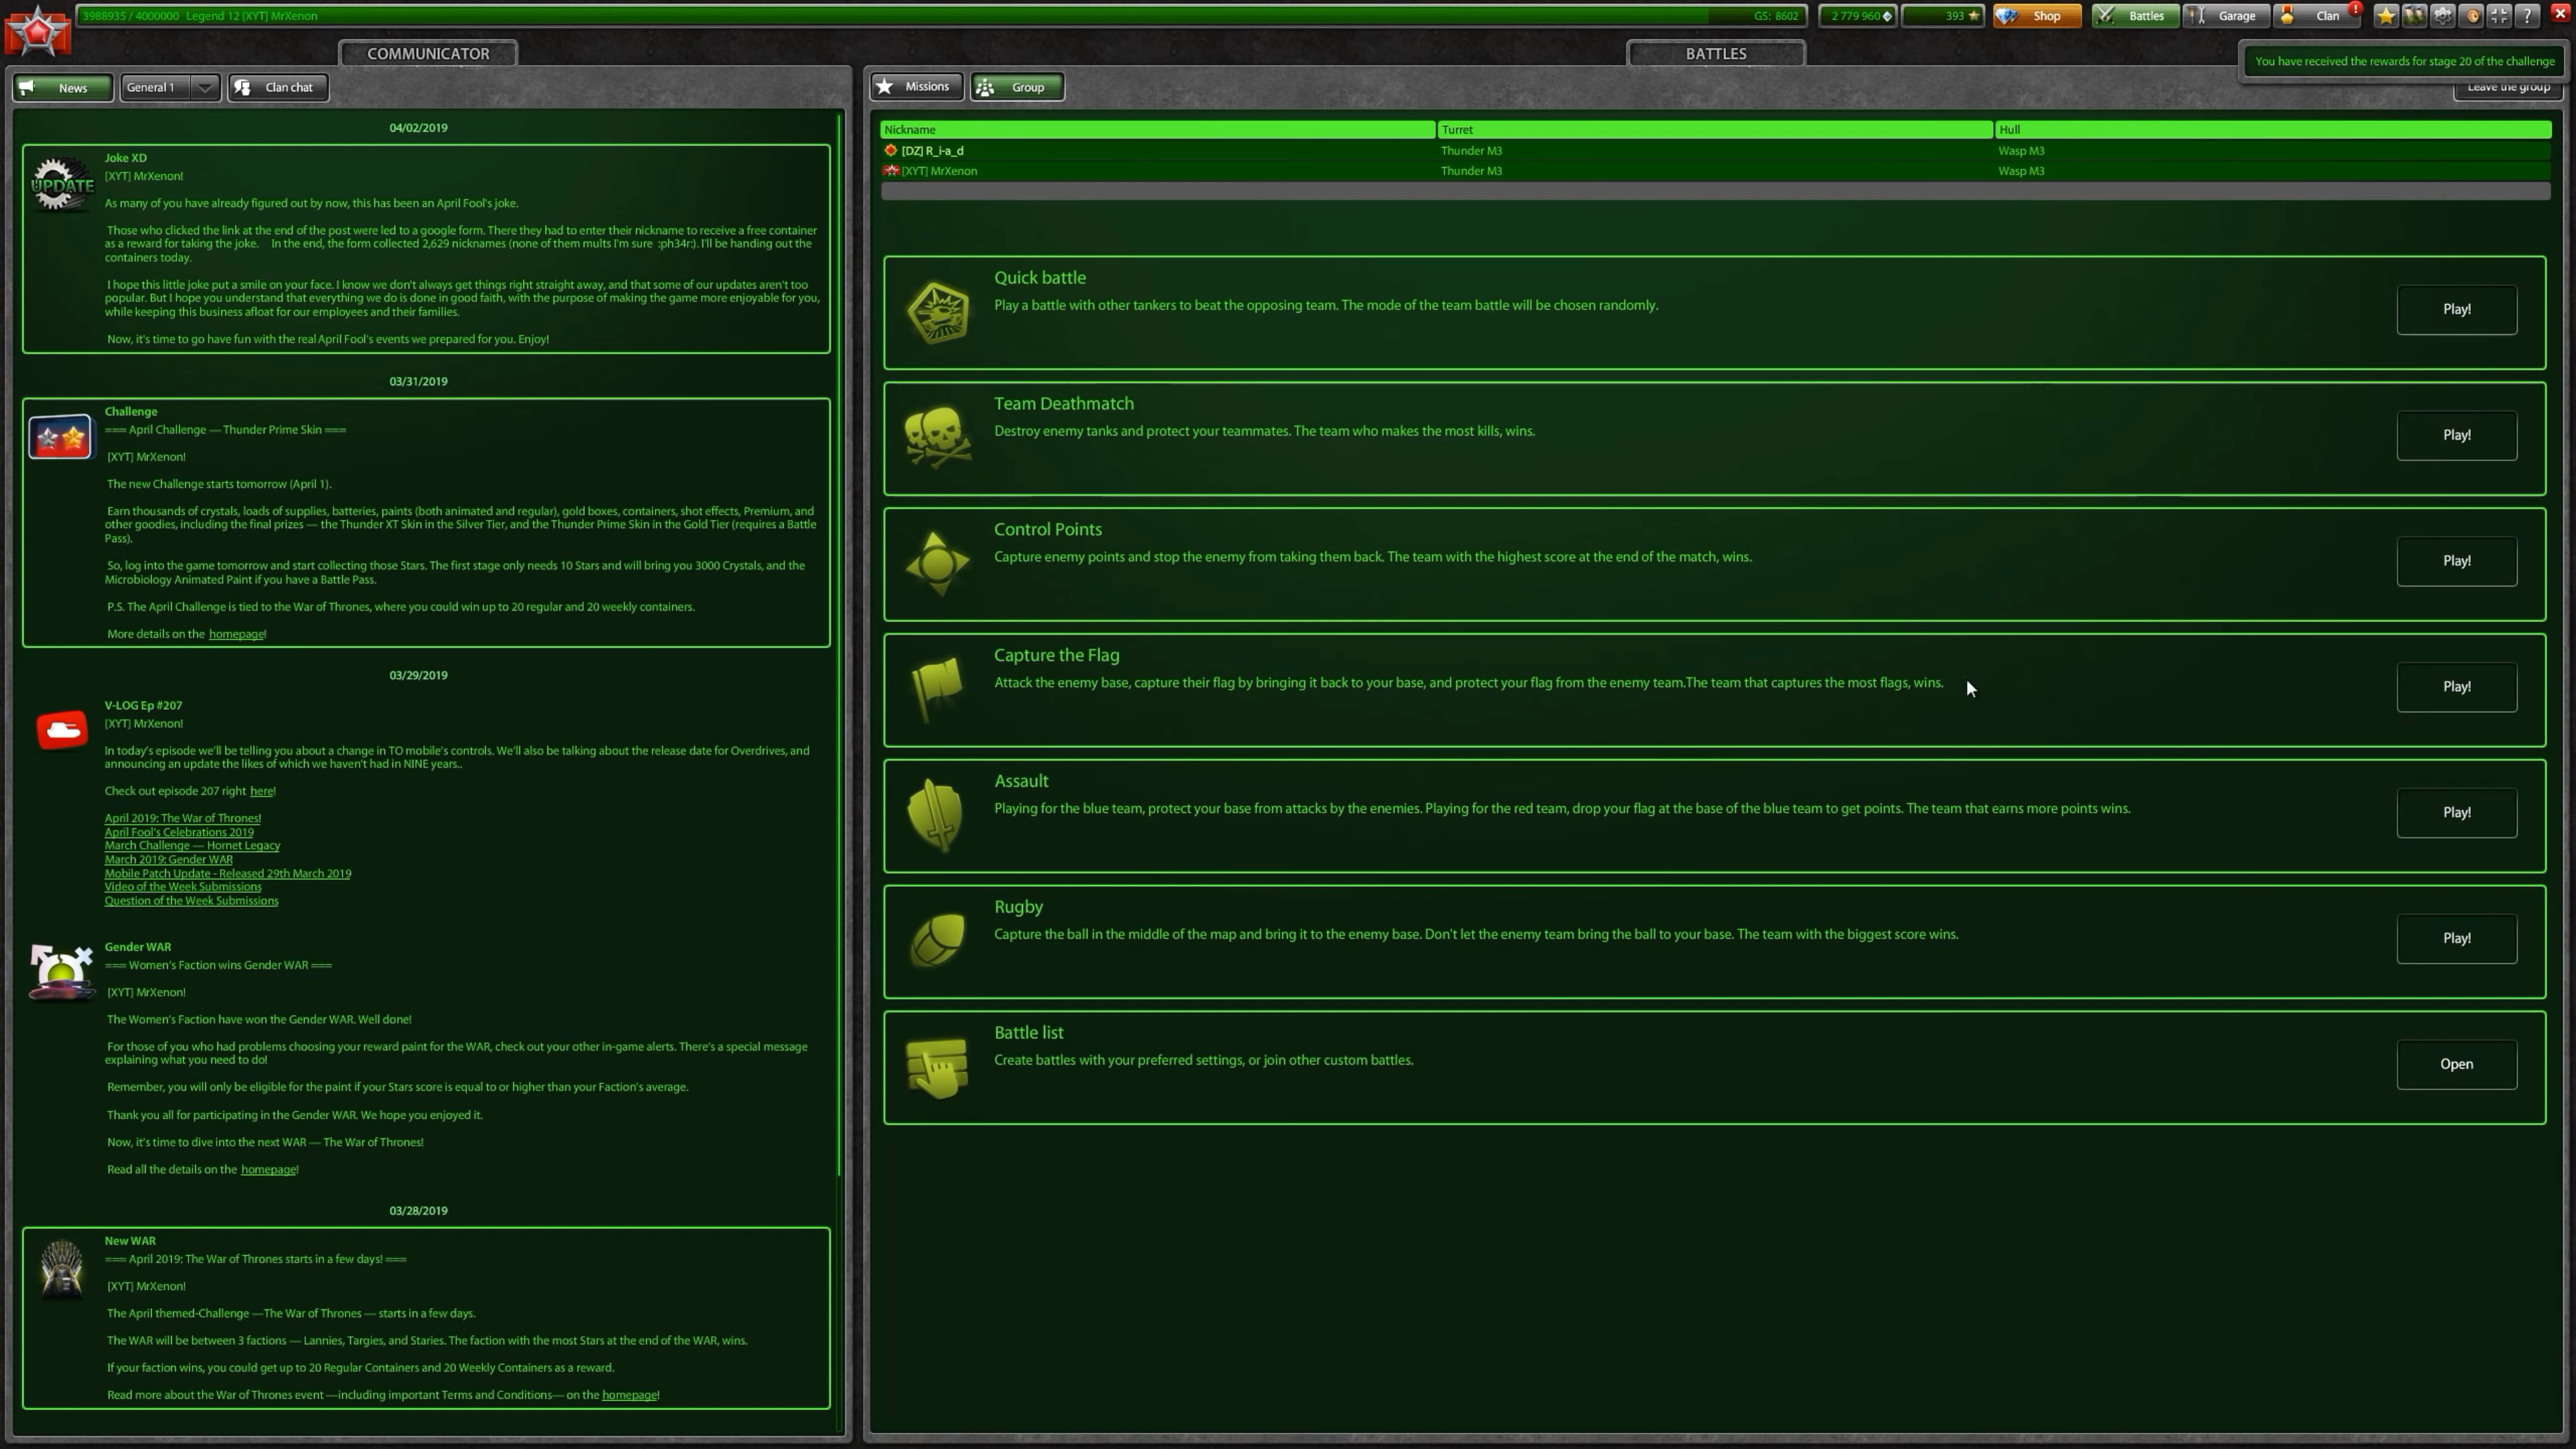 3988935 / 4000000 Legend 12 [XYT] MrXenon
GS: 8602
2 779 960
393
Shop
Battles
Garage
Clan
?
COMMUNICATOR
BATTLES
You have received the rewards for stage 20 of the challenge
News
General 1
Clan chat
Missions
Group
Leave the group
04/02/2019
UPDATE
Joke XD
[XYT] MrXenon!
As many of you have already figured out by now, this has been an April Fool's joke.
Those who clicked the link at the end of the post were led to a google form. There they had to enter their nickname to receive a free container
as a reward for taking the joke. In the end, the form collected 2,629 nicknames (none of them mults I'm sure :ph34r:). I'll be handing out the
containers today.
I hope this little joke put a smile on your face. I know we don't always get things right straight away, and that some of our updates aren't too
popular. But I hope you understand that everything we do is done in good faith, with the purpose of making the game more enjoyable for you,
while keeping this business afloat for our employees and their families.
Now, it's time to go have fun with the real April Fool's events we prepared for you. Enjoy!
03/31/2019
Challenge
=== April Challenge — Thunder Prime Skin ===
[XYT] MrXenon!
The new Challenge starts tomorrow (April 1).
Earn thousands of crystals, loads of supplies, batteries, paints (both animated and regular), gold boxes, containers, shot effects, Premium, and
other goodies, including the final prizes — the Thunder XT Skin in the Silver Tier, and the Thunder Prime Skin in the Gold Tier (requires a Battle
Pass).
So, log into the game tomorrow and start collecting those Stars. The first stage only needs 10 Stars and will bring you 3000 Crystals, and the
Microbiology Animated Paint if you have a Battle Pass.
P.S. The April Challenge is tied to the War of Thrones, where you could win up to 20 regular and 20 weekly containers.
More details on the homepage!
03/29/2019
V-LOG Ep #207
[XYT] MrXenon!
In today's episode we'll be telling you about a change in TO mobile's controls. We'll also be talking about the release date for Overdrives, and
announcing an update the likes of which we haven't had in NINE years..
Check out episode 207 right here!
April 2019: The War of Thrones!
April Fool's Celebrations 2019
March Challenge — Hornet Legacy
March 2019: Gender WAR
Mobile Patch Update - Released 29th March 2019
Video of the Week Submissions
Question of the Week Submissions
Gender WAR
=== Women's Faction wins Gender WAR ===
[XYT] MrXenon!
The Women's Faction have won the Gender WAR. Well done!
For those of you who had problems choosing your reward paint for the WAR, check out your other in-game alerts. There's a special message
explaining what you need to do!
Remember, you will only be eligible for the paint if your Stars score is equal to or higher than your Faction's average.
Thank you all for participating in the Gender WAR. We hope you enjoyed it.
Now, it's time to dive into the next WAR — The War of Thrones!
Read all the details on the homepage!
03/28/2019
New WAR
=== April 2019: The War of Thrones starts in a few days! ===
[XYT] MrXenon!
The April themed-Challenge —The War of Thrones — starts in a few days.
The WAR will be between 3 factions — Lannies, Targies, and Staries. The faction with the most Stars at the end of the WAR, wins.
If your faction wins, you could get up to 20 Regular Containers and 20 Weekly Containers as a reward.
Read more about the War of Thrones event —including important Terms and Conditions— on the homepage!
Nickname Turret Hull
[DZ] R_i-a_d Thunder M3 Wasp M3
[XYT] MrXenon Thunder M3 Wasp M3
Quick battle
Play a battle with other tankers to beat the opposing team. The mode of the team battle will be chosen randomly.
Play!
Team Deathmatch
Destroy enemy tanks and protect your teammates. The team who makes the most kills, wins.
Play!
Control Points
Capture enemy points and stop the enemy from taking them back. The team with the highest score at the end of the match, wins.
Play!
Capture the Flag
Attack the enemy base, capture their flag by bringing it back to your base, and protect your flag from the enemy team.The team that captures the most flags, wins.
Play!
Assault
Playing for the blue team, protect your base from attacks by the enemies. Playing for the red team, drop your flag at the base of the blue team to get points. The team that earns more points wins.
Play!
Rugby
Capture the ball in the middle of the map and bring it to the enemy base. Don't let the enemy team bring the ball to your base. The team with the biggest score wins.
Play!
Battle list
Create battles with your preferred settings, or join other custom battles.
Open